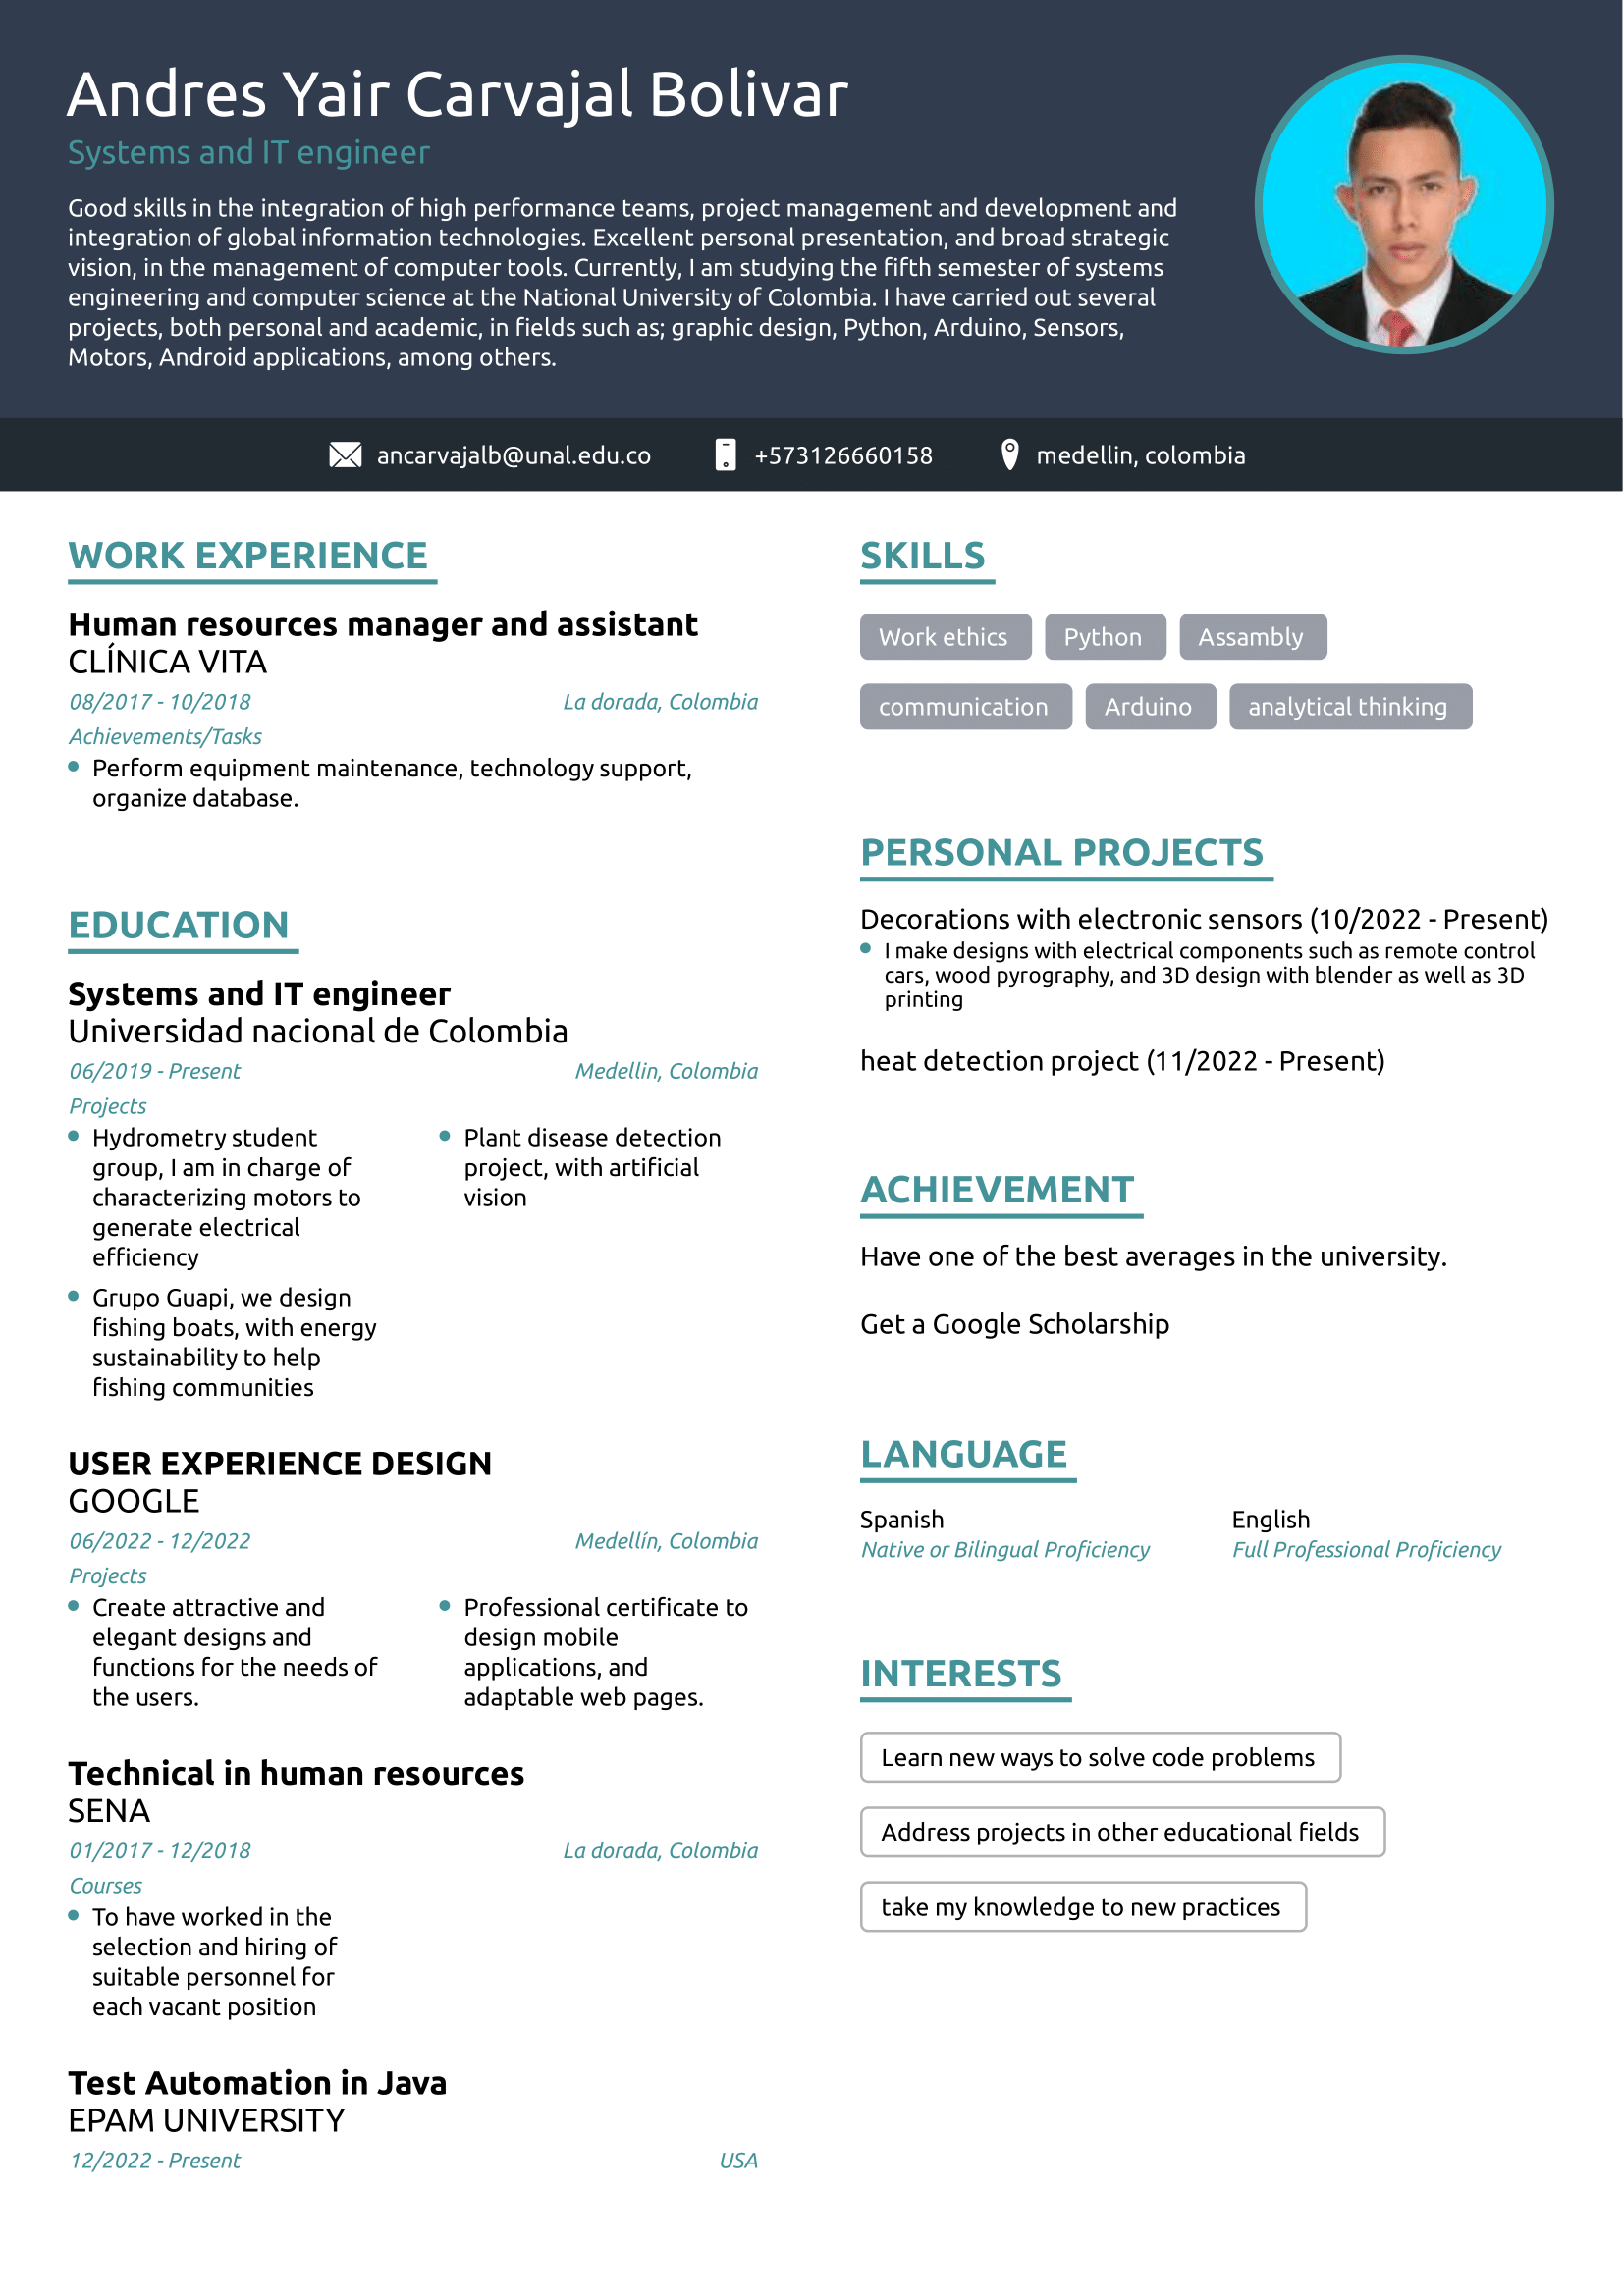 Andres Yair Carvajal Bolivar
Systems and IT engineer
Good skills in the integration of high performance teams, project management and development and
integration of global information technologies. Excellent personal presentation, and broad strategic
vision, in the management of computer tools. Currently, I am studying the fifth semester of systems
engineering and computer science at the National University of Colombia. I have carried out several
projects, both personal and academic, in fields such as; graphic design, Python, Arduino, Sensors,
Motors, Android applications, among others.
ancarvajalb@unal.edu.co +573126660158 medellin, colombia
WORK EXPERIENCE
Human resources manager and assistant
CLÍNICA VITA
08/2017 - 10/2018 La dorada, Colombia
Achievements/Tasks
Perform equipment maintenance, technology support,
organize database.
EDUCATION
Systems and IT engineer
Universidad nacional de Colombia
06/2019 - Present Medellin, Colombia
Projects
Hydrometry student
group, I am in charge of
characterizing motors to
generate electrical
efficiency
Grupo Guapi, we design
fishing boats, with energy
sustainability to help
fishing communities
Plant disease detection
project, with artificial
vision
USER EXPERIENCE DESIGN
GOOGLE
06/2022 - 12/2022 Medellín, Colombia
Projects
Create attractive and
elegant designs and
functions for the needs of
the users.
Professional certificate to
design mobile
applications, and
adaptable web pages.
Technical in human resources
SENA
01/2017 - 12/2018 La dorada, Colombia
Courses
To have worked in the
selection and hiring of
suitable personnel for
each vacant position
Test Automation in Java
EPAM UNIVERSITY
12/2022 - Present USA
SKILLS
Work ethics Python Assambly
communication Arduino analytical thinking
PERSONAL PROJECTS
Decorations with electronic sensors (10/2022 - Present)
I make designs with electrical components such as remote control
cars, wood pyrography, and 3D design with blender as well as 3D
printing
heat detection project (11/2022 - Present)
ACHIEVEMENT
Have one of the best averages in the university.
Get a Google Scholarship
LANGUAGE
Spanish
Native or Bilingual Proficiency
English
Full Professional Proficiency
INTERESTS
Learn new ways to solve code problems
Address projects in other educational fields
take my knowledge to new practices